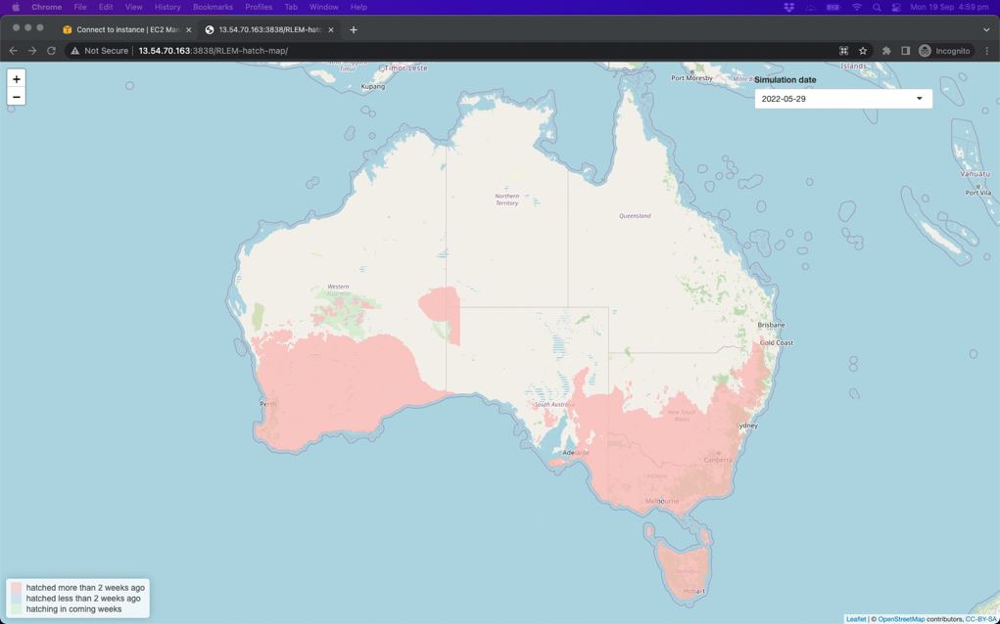 Chrome File Edit View History Bookmarks Profiles Tab Window Help Mon 19 Sep 4:59 pm
Connect to instance | EC2 Man 13.54.70.163:3838/RLEM-hatc
Not Secure 13.54.70.163:3838/RLEM-hatch-map/ Incognito
+
−
Timor
Timor-Leste
Kupang
Port Moresby
Islands
Simulation date
2022-05-29
Vanuatu
Port Vila
Northern
Territory
Queensland
Western
Australia
Brisbane
Gold Coast
Perth
South Australia
New South
Wales
Sydney
Adelaide
Canberra
Victoria
Melbourne
Hobart
hatched more than 2 weeks ago
hatched less than 2 weeks ago
hatching in coming weeks
Leaflet | © OpenStreetMap contributors, CC-BY-SA